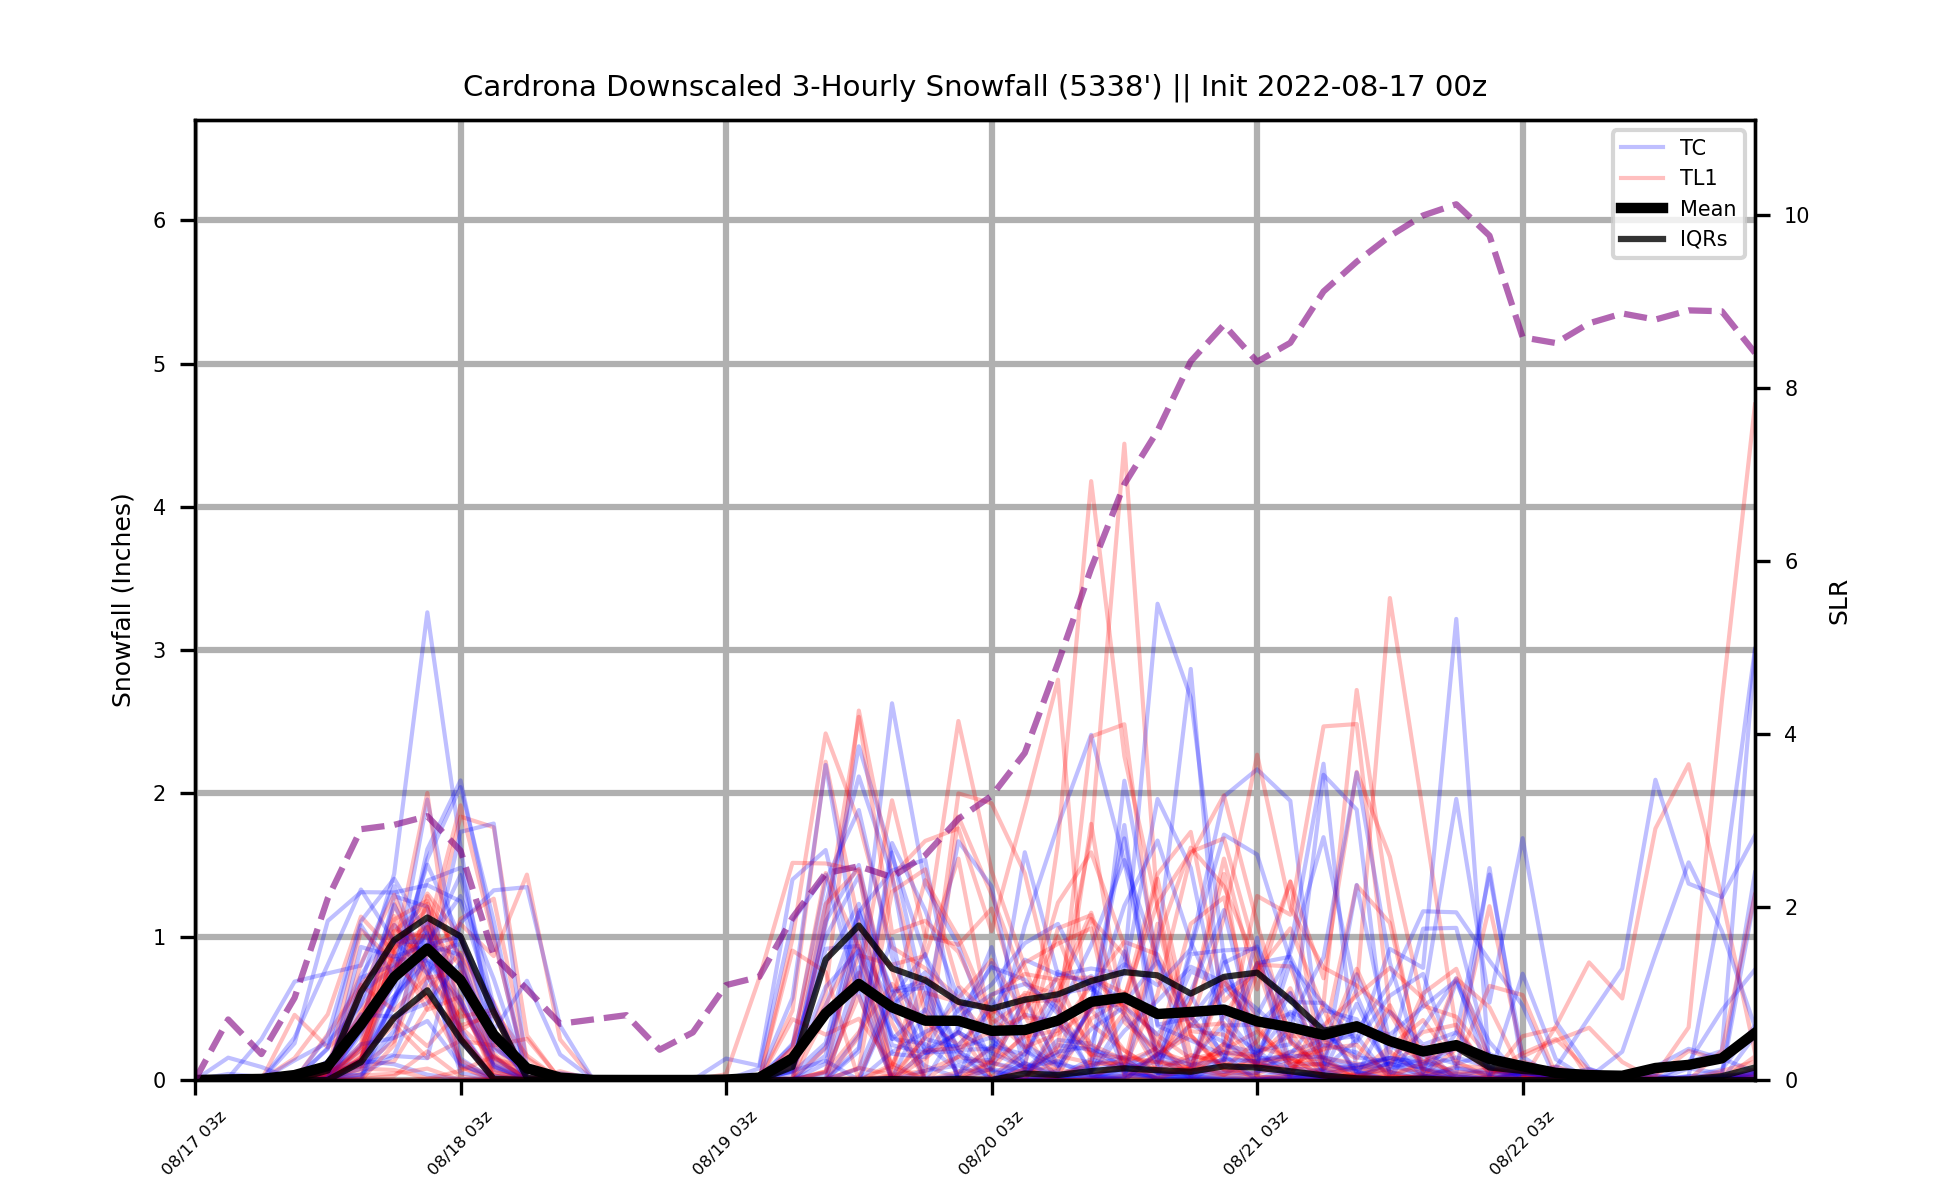 Cardrona Downscaled 3-Hourly Snowfall (5338') || Init 2022-08-17 00z
TC
TL1
Mean
IQRs
Snowfall (Inches)
6
5
4
3
2
1
0
10
8
6
4
2
0
SLR
08/17 03z
08/18 03z
08/19 03z
08/20 03z
08/21 03z
08/22 03z